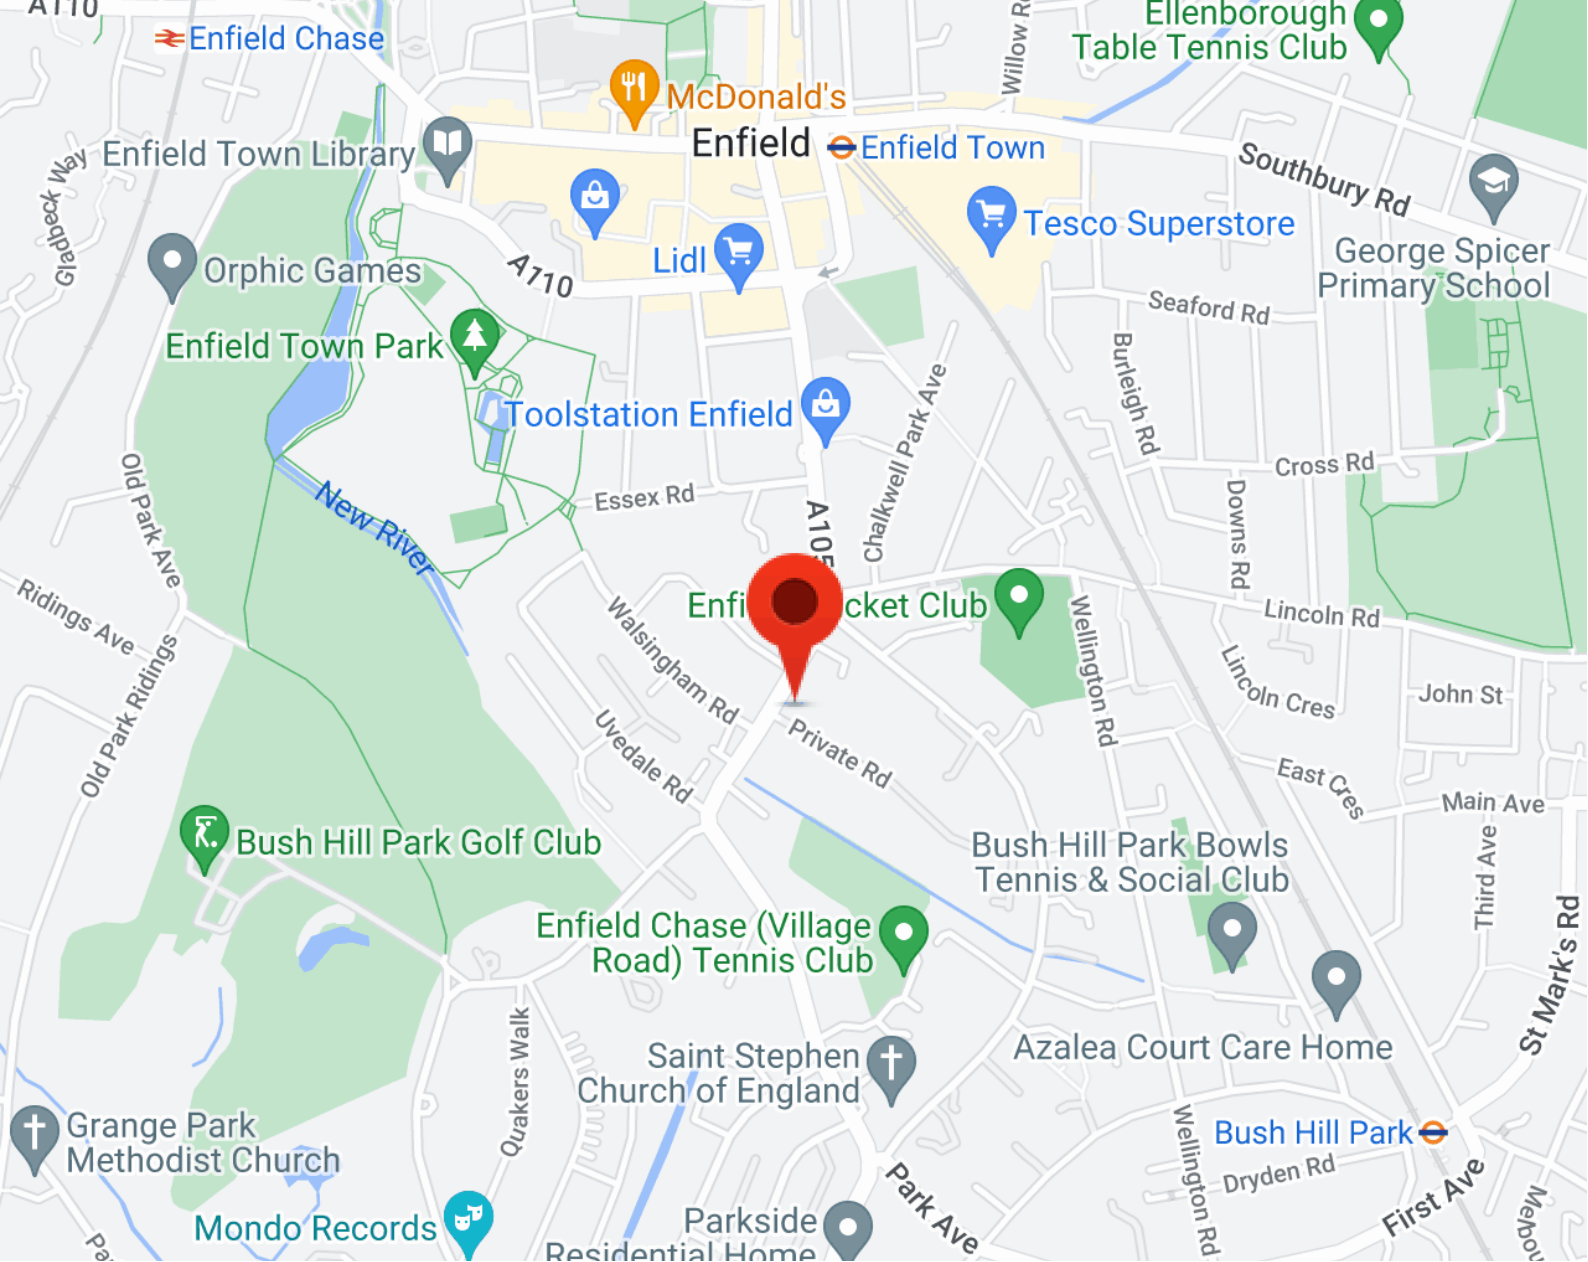 A110
Enfield Chase
Ellenborough
Table Tennis Club
Willow Rd
McDonald's
Enfield
Enfield Town
Enfield Town Library
Gladbeck Way
Southbury Rd
Tesco Superstore
George Spicer
Primary School
Orphic Games
Lidl
A110
Seaford Rd
Enfield Town Park
Burleigh Rd
Toolstation Enfield
Chalkwell Park Ave
Cross Rd
Old Park Ave
New River
Essex Rd
A105
Downs Rd
Ridings Ave
Enfi
cket Club
Walsingham Rd
Wellington Rd
Lincoln Rd
Old Park Ridings
Lincoln Cres
John St
Uvedale Rd
Private Rd
East Cres
Main Ave
Bush Hill Park Golf Club
Bush Hill Park Bowls
Tennis & Social Club
Third Ave
Enfield Chase (Village
Road) Tennis Club
St Mark's Rd
Quakers Walk
Saint Stephen
Church of England
Azalea Court Care Home
Grange Park
Methodist Church
Wellington Rd
Bush Hill Park
Dryden Rd
First Ave
Mondo Records
Park Ave
Parkside
Residential Home